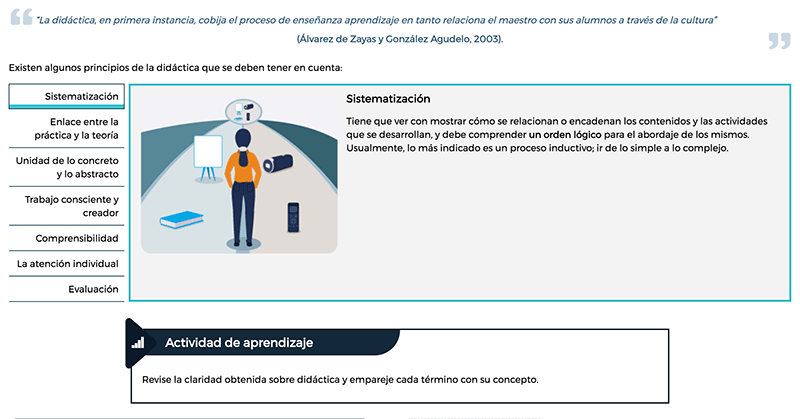 “La didáctica, en primera instancia, cobija el proceso de enseñanza aprendizaje en tanto relaciona el maestro con sus alumnos a través de la cultura”
(Álvarez de Zayas y González Agudelo, 2003).
Existen algunos principios de la didáctica que se deben tener en cuenta:
Sistematización
Enlace entre la
práctica y la teoría
Unidad de lo concreto
y lo abstracto
Trabajo consciente y
creador
Comprensibilidad
La atención individual
Evaluación
Sistematización
Tiene que ver con mostrar cómo se relacionan o encadenan los contenidos y las actividades
que se desarrollan, y debe comprender un orden lógico para el abordaje de los mismos.
Usualmente, lo más indicado es un proceso inductivo; ir de lo simple a lo complejo.
Actividad de aprendizaje
Revise la claridad obtenida sobre didáctica y empareje cada término con su concepto.